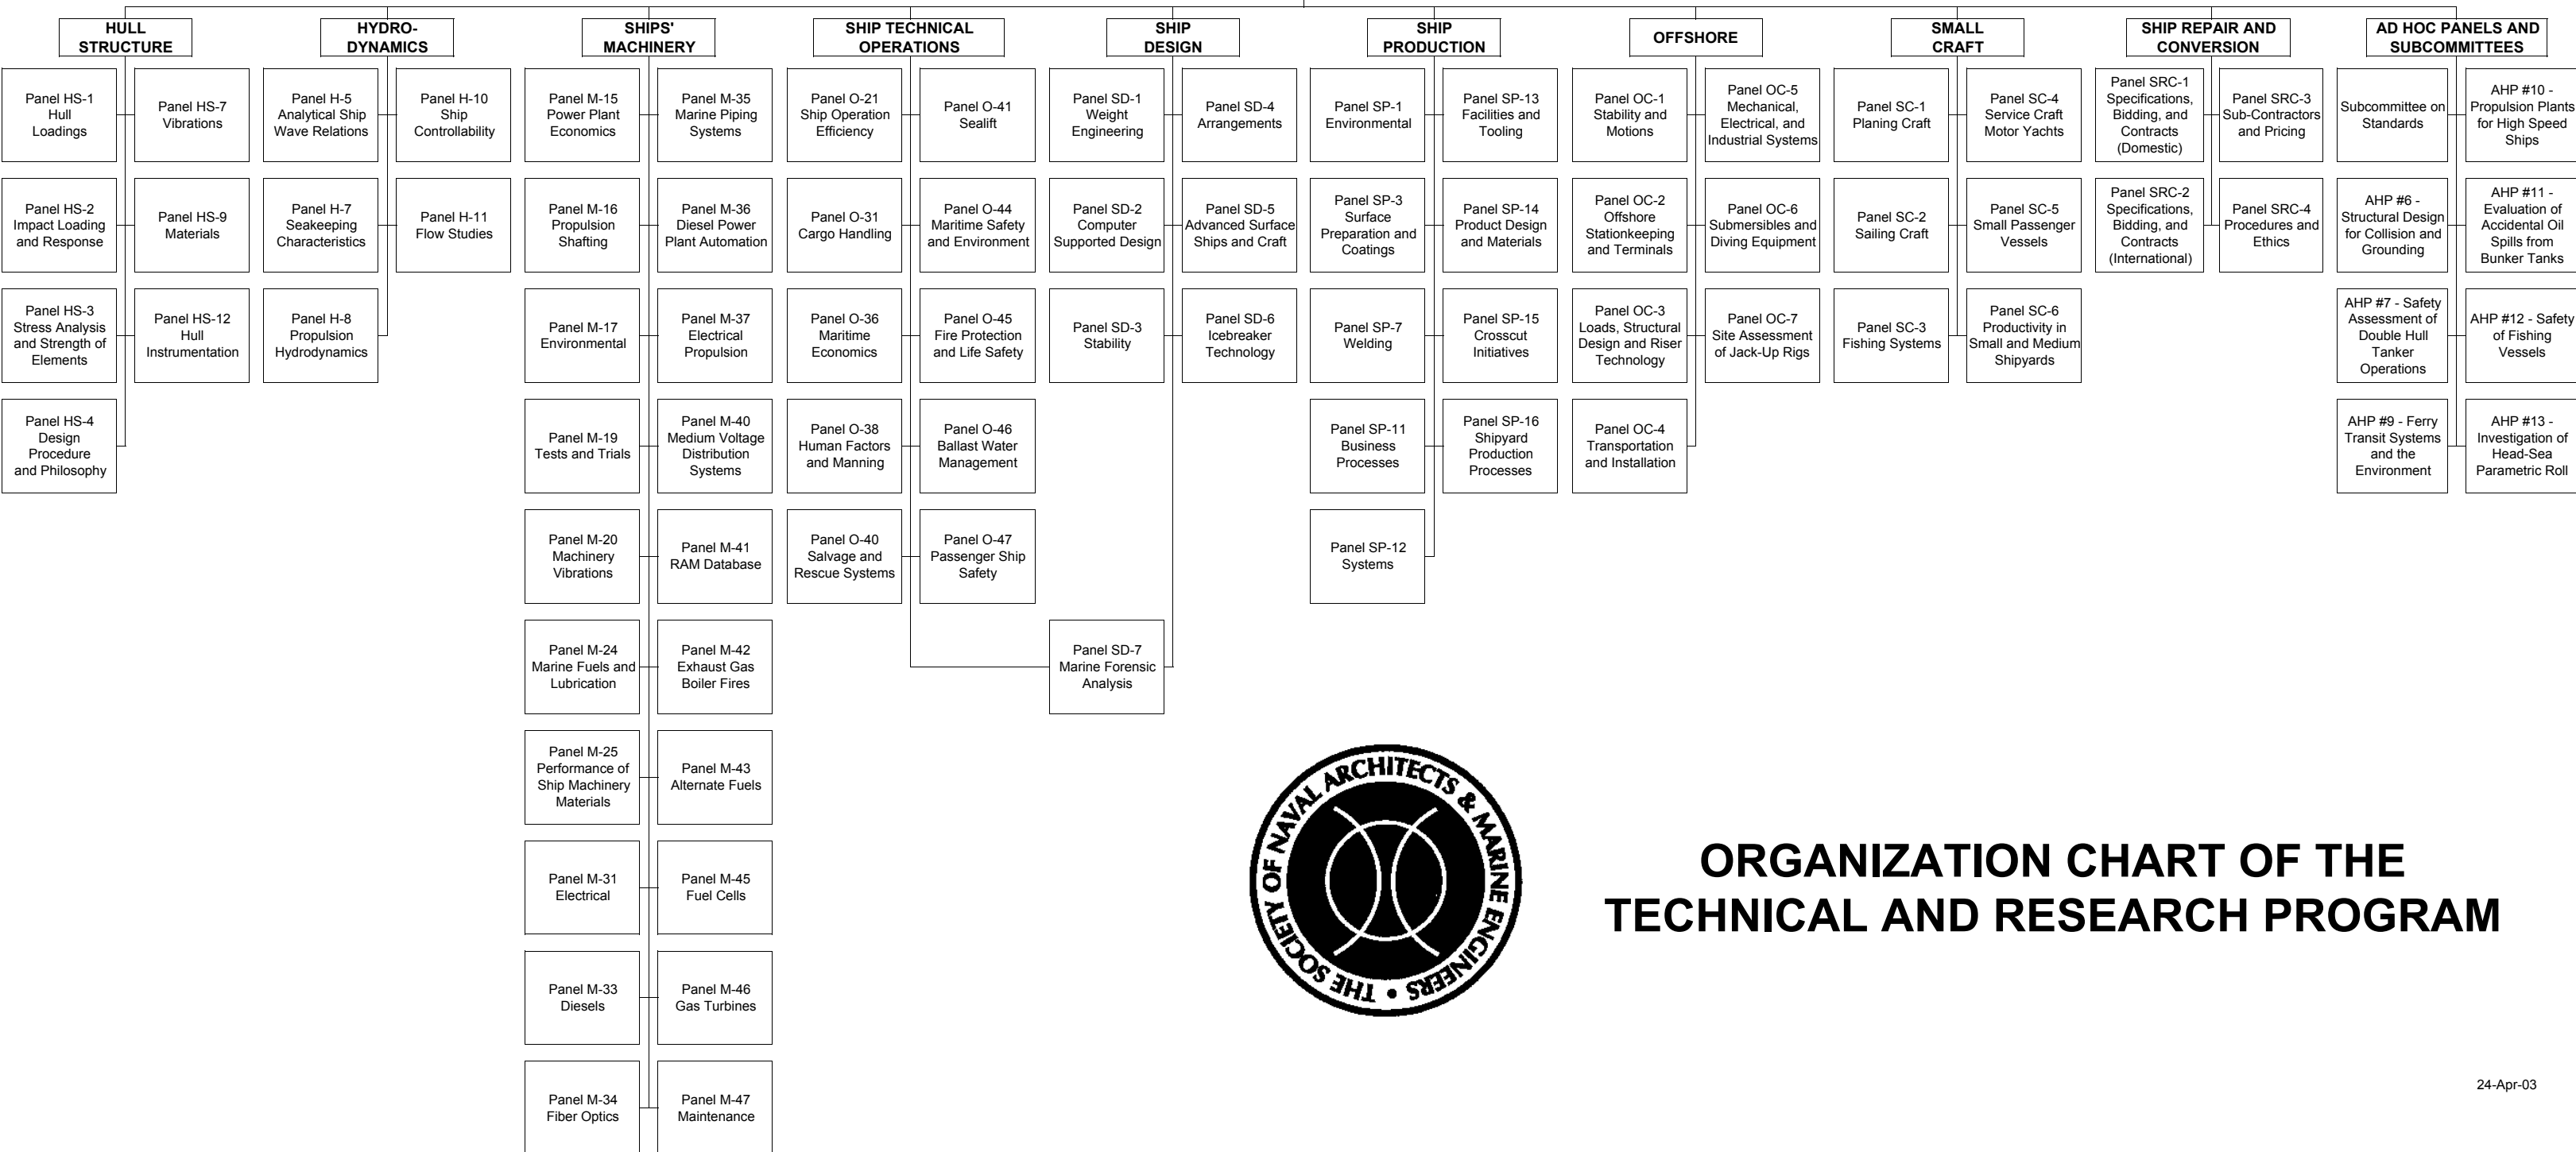 HULL
STRUCTURE
Panel HS-1
Hull
Loadings
Panel HS-7
Vibrations
Panel HS-2
Impact Loading
and Response
Panel HS-9
Materials
Panel HS-3
Stress Analysis
and Strength of
Elements
Panel HS-12
Hull
Instrumentation
Panel HS-4
Design
Procedure
and Philosophy
HYDRO-
DYNAMICS
Panel H-5
Analytical Ship
Wave Relations
Panel H-10
Ship
Controllability
Panel H-7
Seakeeping
Characteristics
Panel H-11
Flow Studies
Panel H-8
Propulsion
Hydrodynamics
SHIPS'
MACHINERY
Panel M-15
Power Plant
Economics
Panel M-35
Marine Piping
Systems
Panel M-16
Propulsion
Shafting
Panel M-36
Diesel Power
Plant Automation
Panel M-17
Environmental
Panel M-37
Electrical
Propulsion
Panel M-19
Tests and Trials
Panel M-40
Medium Voltage
Distribution
Systems
Panel M-20
Machinery
Vibrations
Panel M-41
RAM Database
Panel M-24
Marine Fuels and
Lubrication
Panel M-42
Exhaust Gas
Boiler Fires
Panel M-25
Performance of
Ship Machinery
Materials
Panel M-43
Alternate Fuels
Panel M-31
Electrical
Panel M-45
Fuel Cells
Panel M-33
Diesels
Panel M-46
Gas Turbines
Panel M-34
Fiber Optics
Panel M-47
Maintenance
SHIP TECHNICAL
OPERATIONS
Panel O-21
Ship Operation
Efficiency
Panel O-41
Sealift
Panel O-31
Cargo Handling
Panel O-44
Maritime Safety
and Environment
Panel O-36
Maritime
Economics
Panel O-45
Fire Protection
and Life Safety
Panel O-38
Human Factors
and Manning
Panel O-46
Ballast Water
Management
Panel O-40
Salvage and
Rescue Systems
Panel O-47
Passenger Ship
Safety
SHIP
DESIGN
Panel SD-1
Weight
Engineering
Panel SD-4
Arrangements
Panel SD-2
Computer
Supported Design
Panel SD-5
Advanced Surface
Ships and Craft
Panel SD-3
Stability
Panel SD-6
Icebreaker
Technology
Panel SD-7
Marine Forensic
Analysis
SHIP
PRODUCTION
Panel SP-1
Environmental
Panel SP-13
Facilities and
Tooling
Panel SP-3
Surface
Preparation and
Coatings
Panel SP-14
Product Design
and Materials
Panel SP-7
Welding
Panel SP-15
Crosscut
Initiatives
Panel SP-11
Business
Processes
Panel SP-16
Shipyard
Production
Processes
Panel SP-12
Systems
OFFSHORE
Panel OC-1
Stability and
Motions
Panel OC-5
Mechanical,
Electrical, and
Industrial Systems
Panel OC-2
Offshore
Stationkeeping
and Terminals
Panel OC-6
Submersibles and
Diving Equipment
Panel OC-3
Loads, Structural
Design and Riser
Technology
Panel OC-7
Site Assessment
of Jack-Up Rigs
Panel OC-4
Transportation
and Installation
SMALL
CRAFT
Panel SC-1
Planing Craft
Panel SC-4
Service Craft
Motor Yachts
Panel SC-2
Sailing Craft
Panel SC-5
Small Passenger
Vessels
Panel SC-3
Fishing Systems
Panel SC-6
Productivity in
Small and Medium
Shipyards
SHIP REPAIR AND
CONVERSION
Panel SRC-1
Specifications,
Bidding, and
Contracts
(Domestic)
Panel SRC-3
Sub-Contractors
and Pricing
Panel SRC-2
Specifications,
Bidding, and
Contracts
(International)
Panel SRC-4
Procedures and
Ethics
AD HOC PANELS AND
SUBCOMMITTEES
Subcommittee on
Standards
AHP #10 -
Propulsion Plants
for High Speed
Ships
AHP #6 -
Structural Design
for Collision and
Grounding
AHP #11 -
Evaluation of
Accidental Oil
Spills from
Bunker Tanks
AHP #7 - Safety
Assessment of
Double Hull
Tanker
Operations
AHP #12 - Safety
of Fishing
Vessels
AHP #9 - Ferry
Transit Systems
and the
Environment
AHP #13 -
Investigation of
Head-Sea
Parametric Roll
THE SOCIETY OF NAVAL ARCHITECTS & MARINE ENGINEERS •
ORGANIZATION CHART OF THE
TECHNICAL AND RESEARCH PROGRAM
24-Apr-03